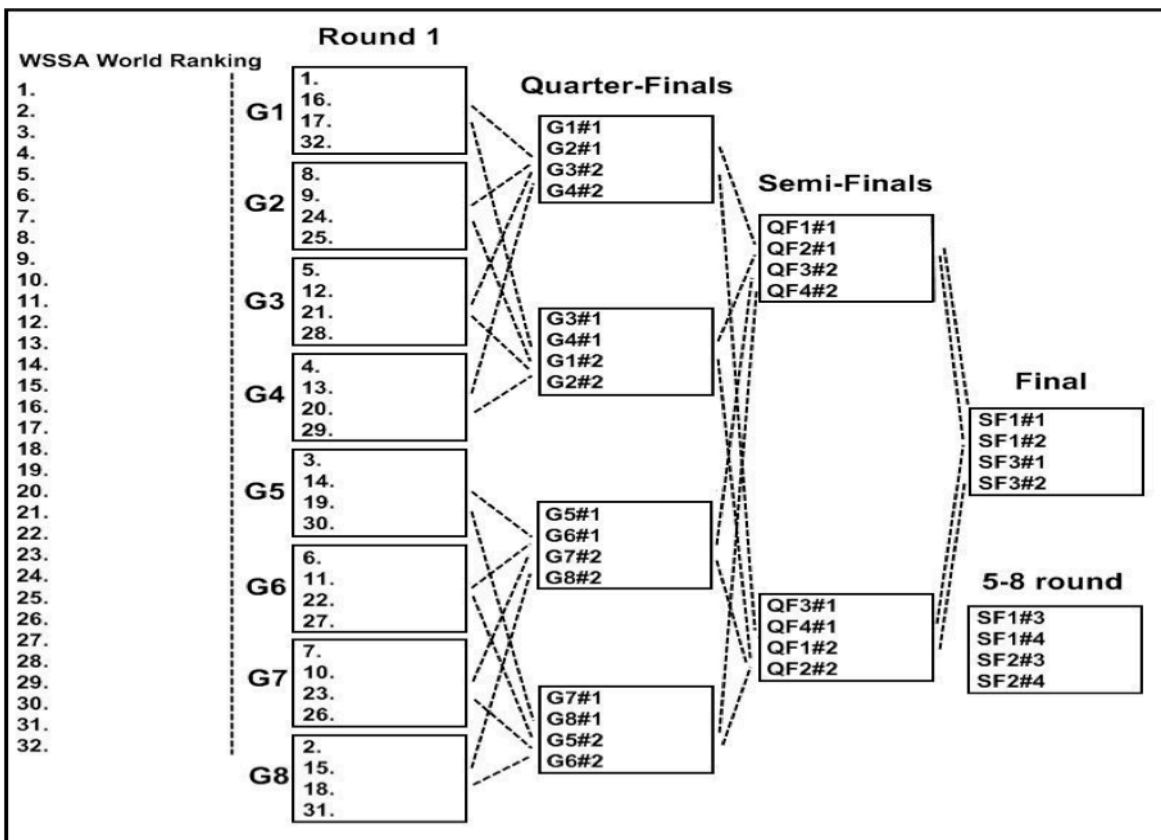 WSSA World Ranking
1.
2.
3.
4.
5.
6.
7.
8.
9.
10.
11.
12.
13.
14.
15.
16.
17.
18.
19.
20.
21.
22.
23.
24.
25.
26.
27.
28.
29.
30.
31.
32.
Round 1
G1
1.
16.
17.
32.
G2
8.
9.
24.
25.
G3
5.
12.
21.
28.
G4
4.
13.
20.
29.
G5
3.
14.
19.
30.
G6
6.
11.
22.
27.
G7
7.
10.
23.
26.
G8
2.
15.
18.
31.
Quarter-Finals
G1#1
G2#1
G3#2
G4#2
G3#1
G4#1
G1#2
G2#2
G5#1
G6#1
G7#2
G8#2
G7#1
G8#1
G5#2
G6#2
Semi-Finals
QF1#1
QF2#1
QF3#2
QF4#2
QF3#1
QF4#1
QF1#2
QF2#2
Final
SF1#1
SF1#2
SF3#1
SF3#2
5-8 round
SF1#3
SF1#4
SF2#3
SF2#4